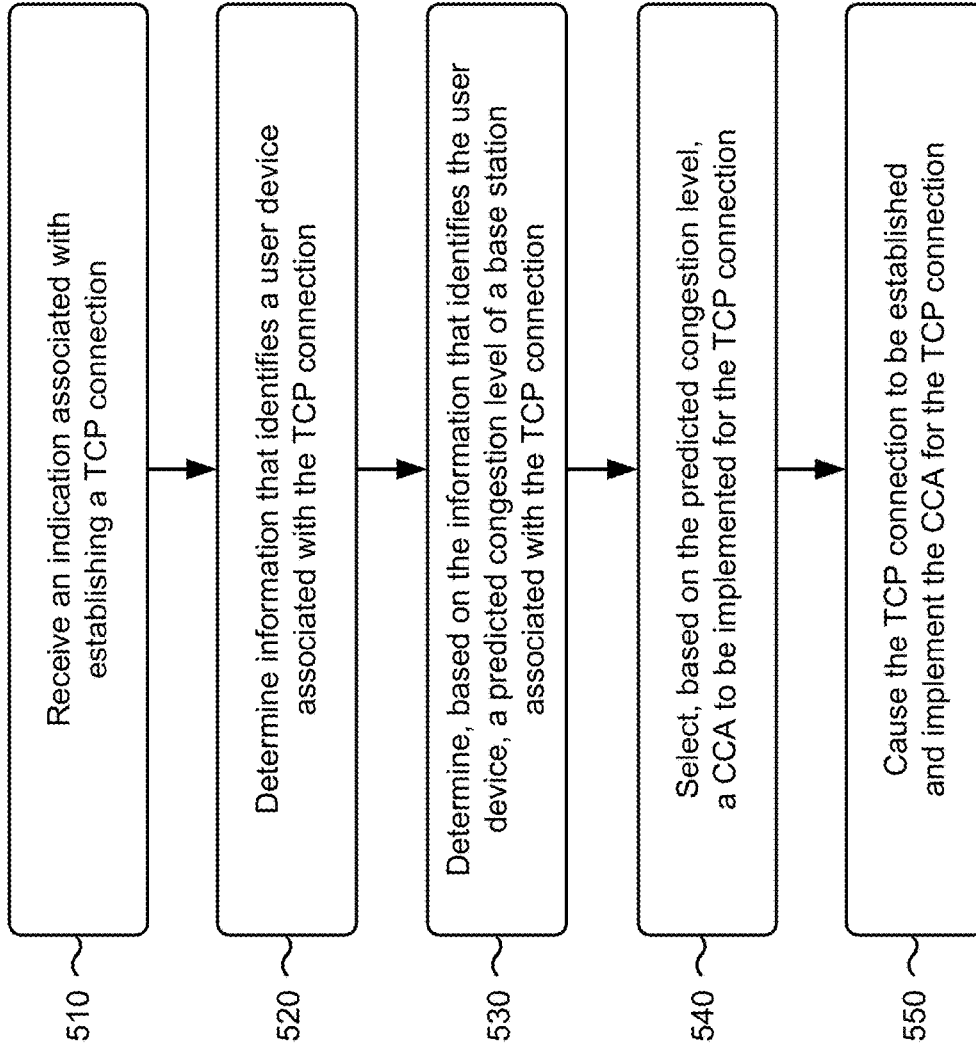 510
Receive an indication associated with
establishing a TCP connection
520
Determine information that identifies a user device
associated with the TCP connection
530
Determine, based on the information that identifies the user
device, a predicted congestion level of a base station
associated with the TCP connection
540
Select, based on the predicted congestion level,
a CCA to be implemented for the TCP connection
550
Cause the TCP connection to be established
and implement the CCA for the TCP connection